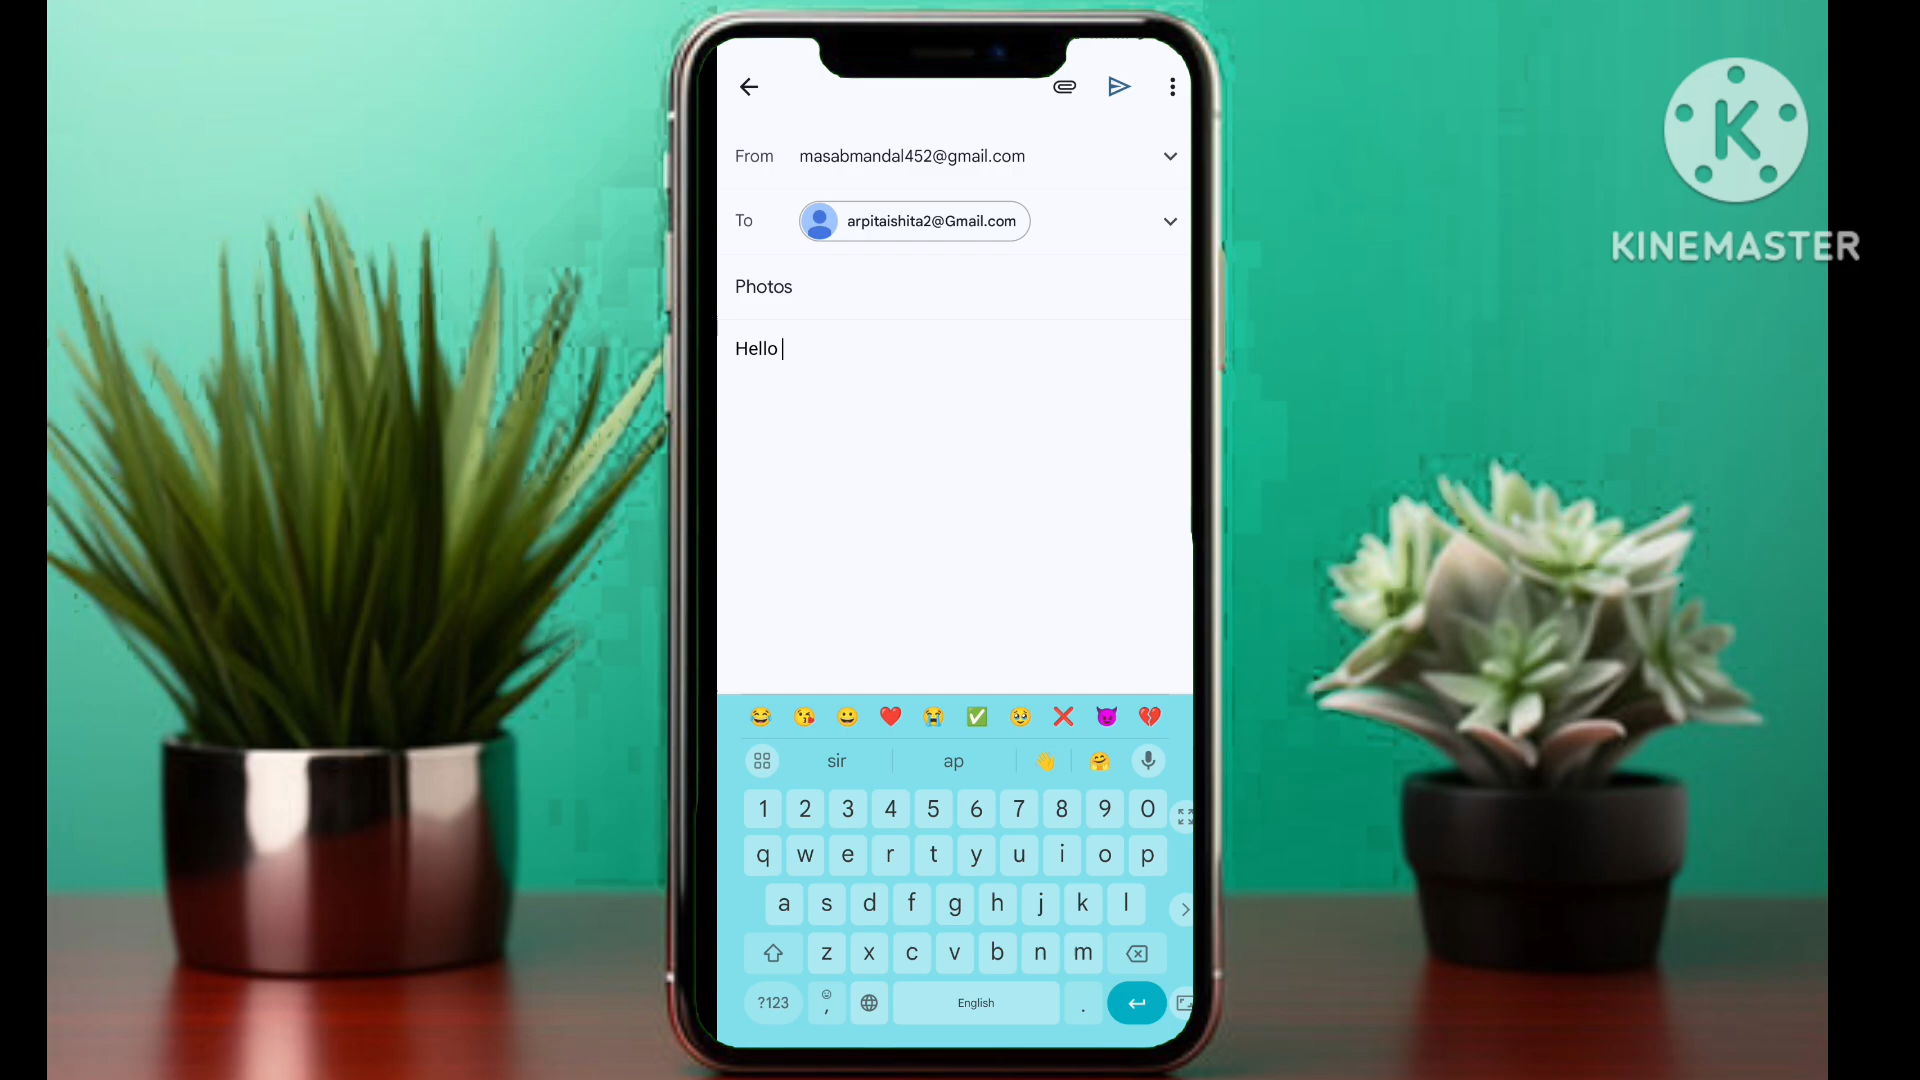 K
KINEMASTER
From masabmandal452@gmail.com
To arpitaishita2@Gmail.com
Photos
Hello
sir ap
1 2 3 4 5 6 7 8 9 0
q w e r t y u i o p
a s d f g h j k l
z x c v b n m
?123 , English .